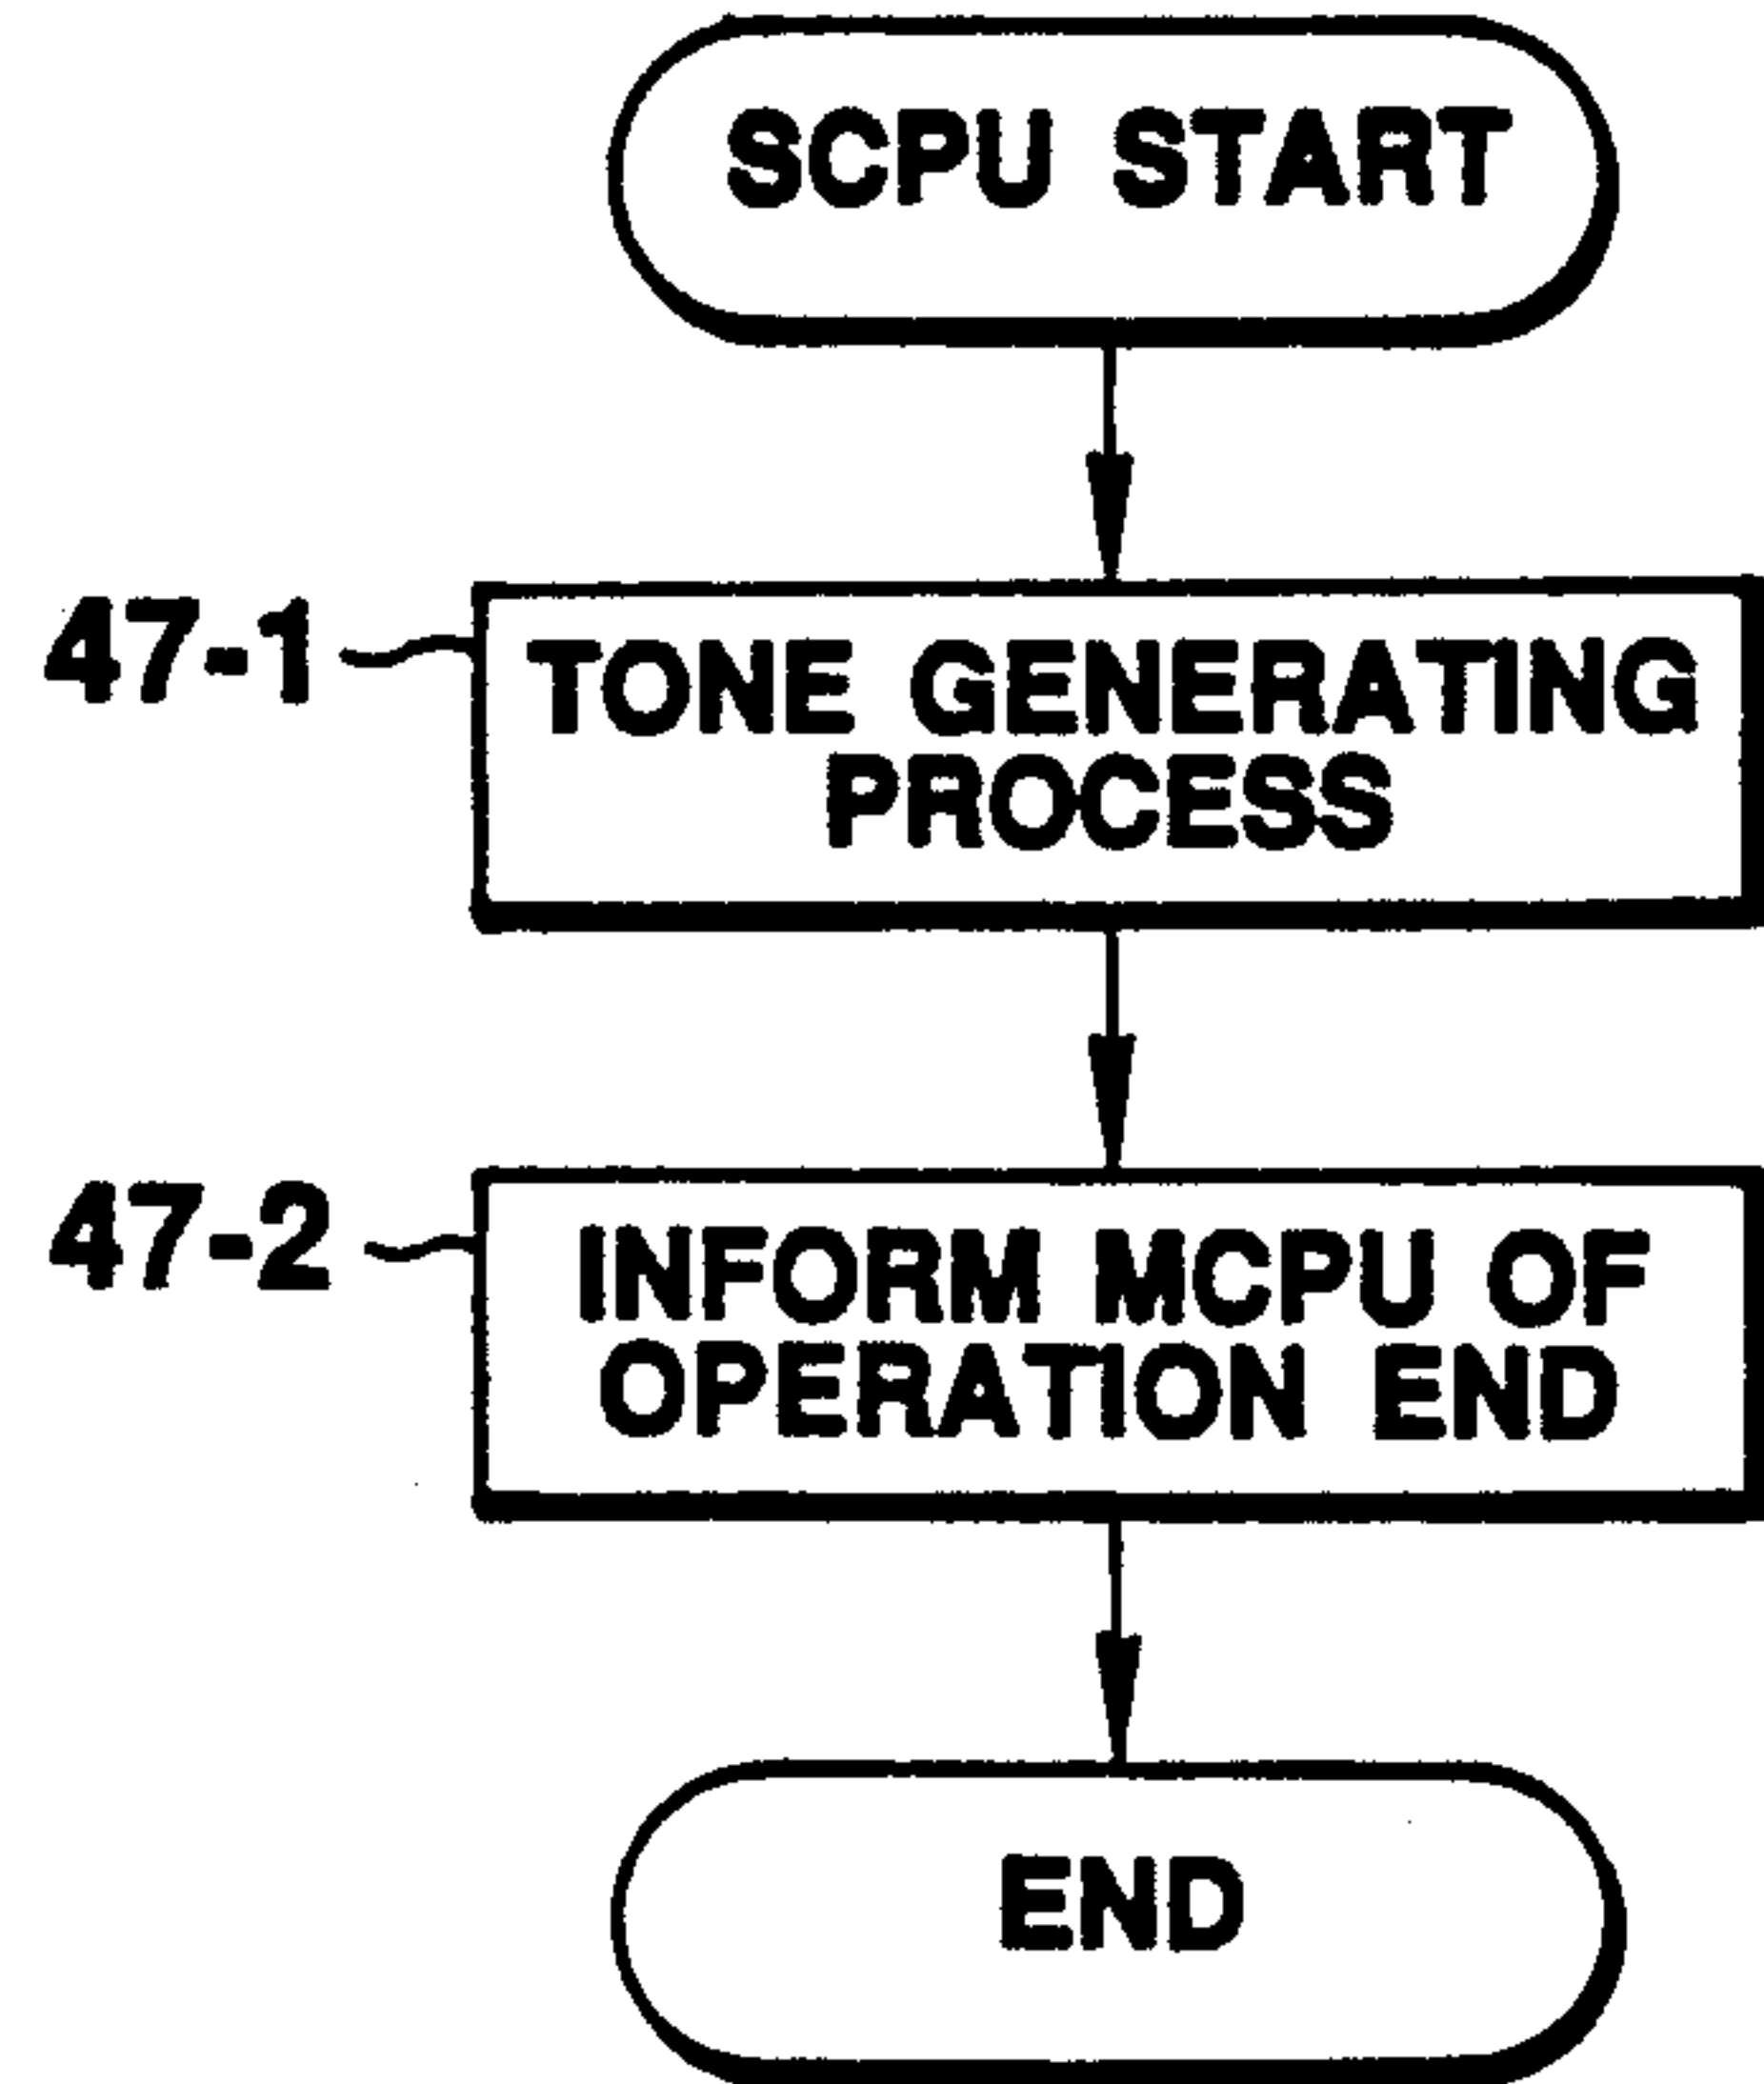 SCPU START
47-1
TONE GENERATING
PROCESS
47-2
INFORM MCPU OF
OPERATION END
END